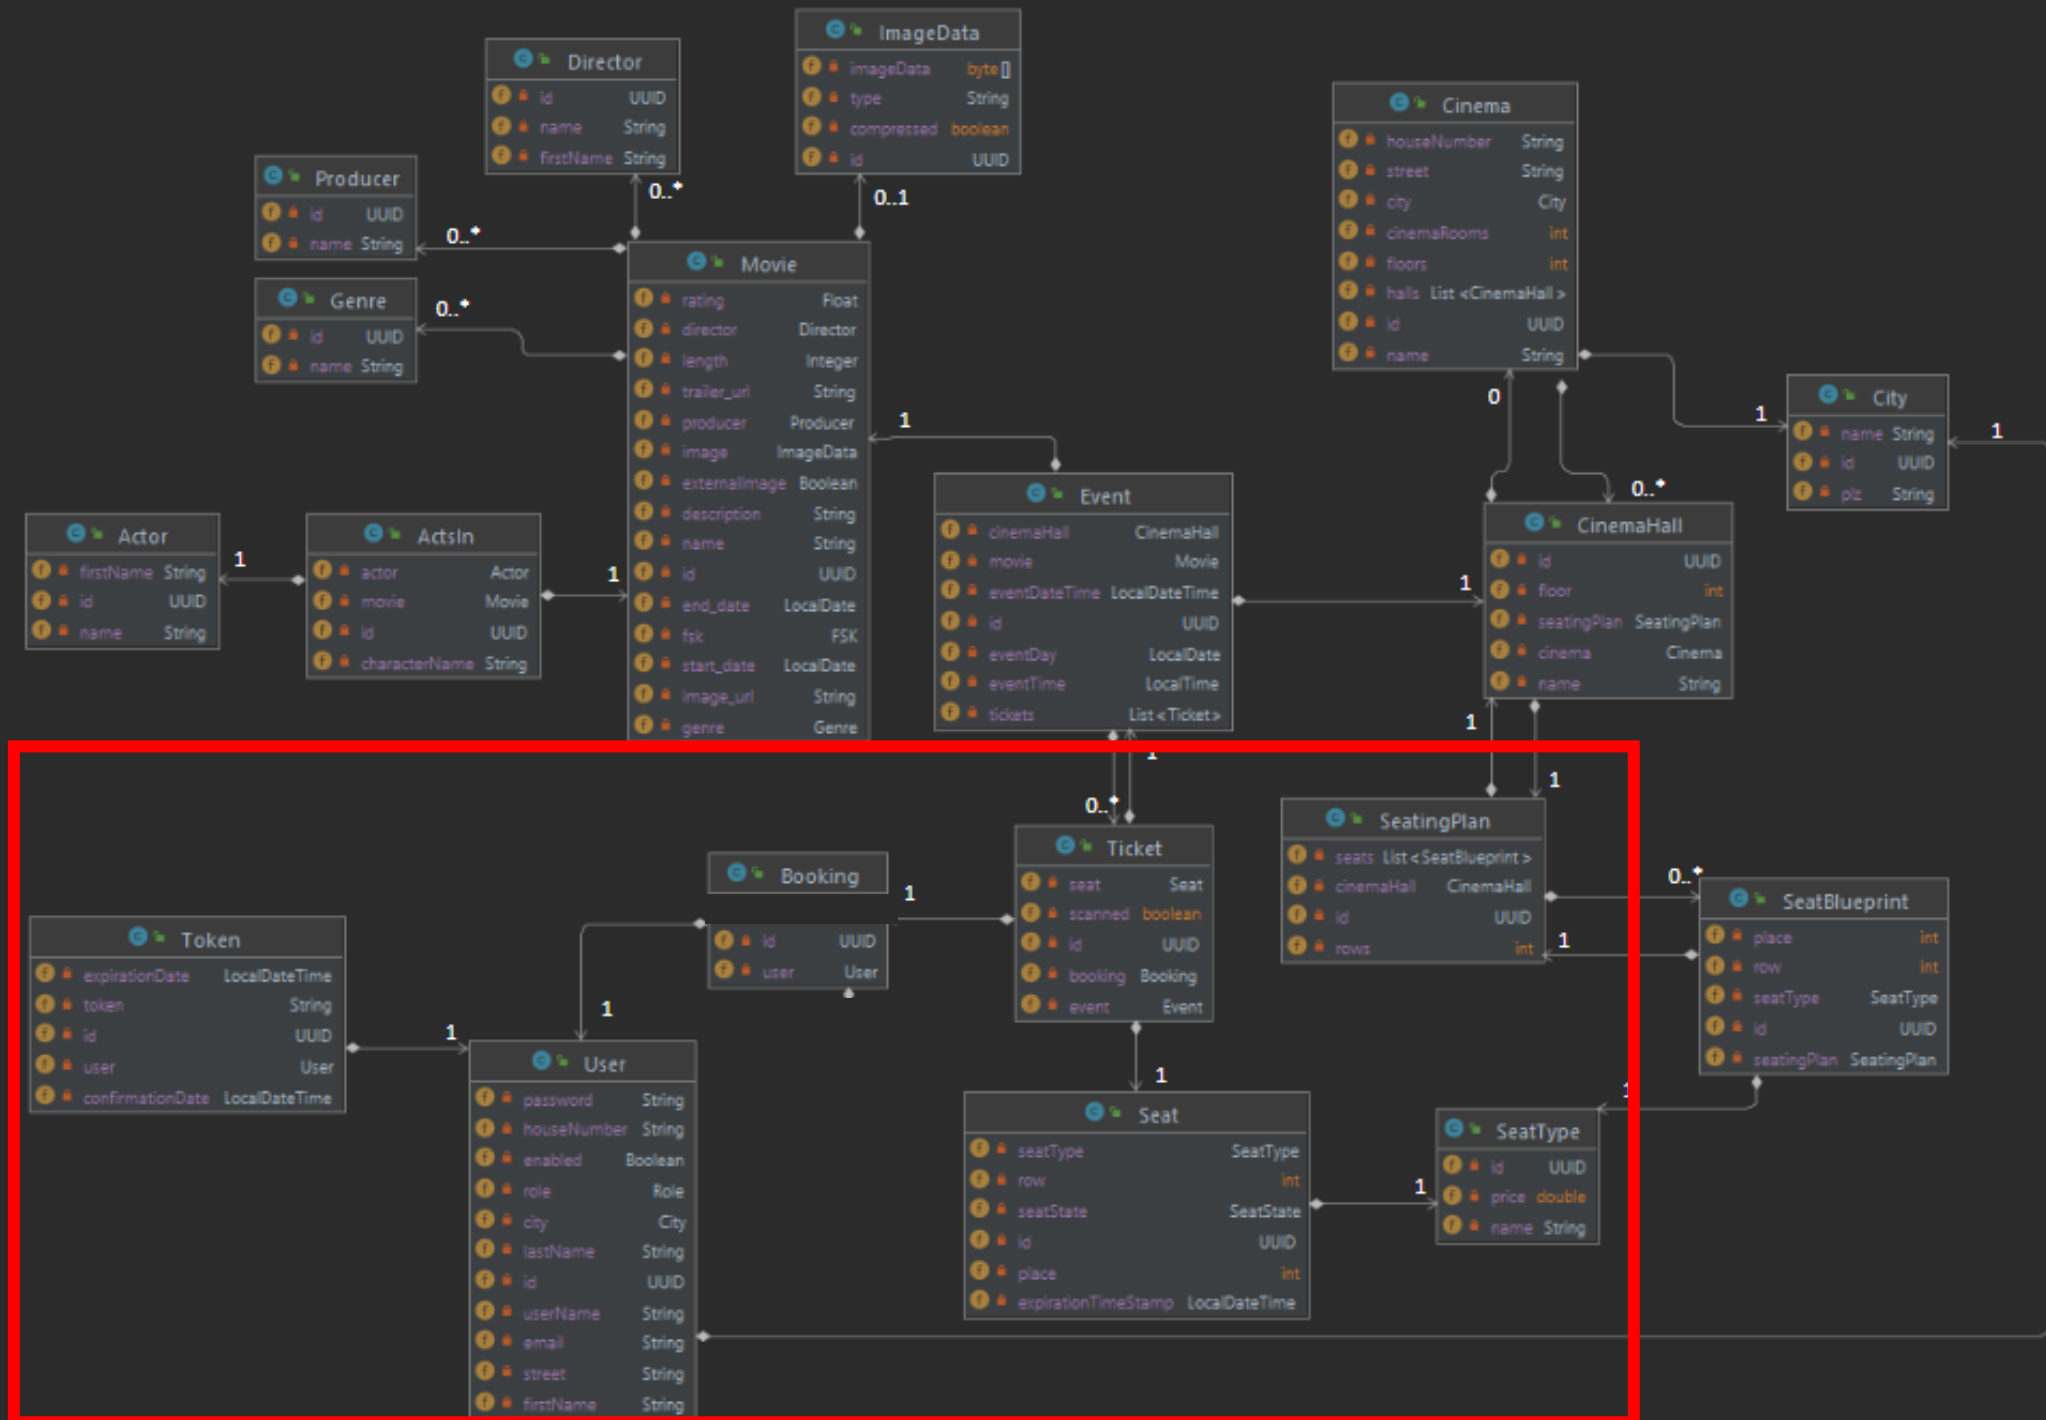 ImageData
imageData byte[]
type String
compressed boolean
id UUID
Director
id UUID
name String
firstName String
0..*
0..1
Producer
id UUID
name String
0..*
Genre
id UUID
name String
0..*
Movie
rating Float
director Director
length Integer
trailer_url String
producer Producer
image ImageData
externalImage Boolean
description String
name String
id UUID
end_date LocalDate
fsk FSK
start_date LocalDate
image_url String
genre Genre
Cinema
houseNumber String
street String
city City
cinemaRooms int
floors int
halls List<CinemaHall>
id UUID
name String
0
1
City
name String
id UUID
plz String
1
1
Event
cinemaHall CinemaHall
movie Movie
eventDateTime LocalDateTime
id UUID
eventDay LocalDate
eventTime LocalTime
tickets List<Ticket>
0..*
CinemaHall
id UUID
floor int
seatingPlan SeatingPlan
cinema Cinema
name String
1
Actor
firstName String
id UUID
name String
1
ActsIn
actor Actor
movie Movie
id UUID
characterName String
1
1
1
1
0..*
SeatingPlan
seats List<SeatBlueprint>
cinemaHall CinemaHall
id UUID
rows int
0..*
1
SeatBlueprint
place int
row int
seatType SeatType
id UUID
seatingPlan SeatingPlan
1
Ticket
seat Seat
scanned boolean
id UUID
booking Booking
event Event
Booking
id UUID
user User
1
1
Token
expirationDate LocalDateTime
token String
id UUID
user User
confirmationDate LocalDateTime
1
User
password String
houseNumber String
enabled Boolean
role Role
city City
lastName String
id UUID
userName String
email String
street String
firstName String
1
Seat
seatType SeatType
row int
seatState SeatState
id UUID
place int
expirationTimeStamp LocalDateTime
1
SeatType
id UUID
price double
name String